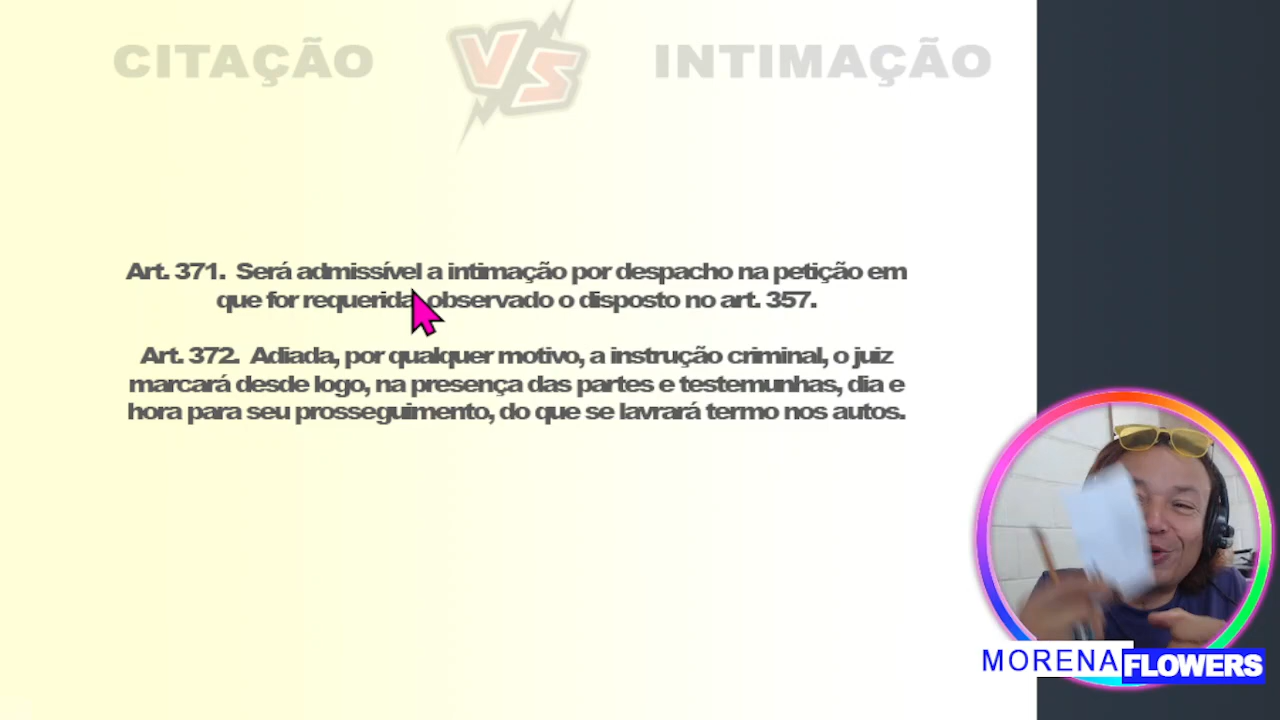 CITAÇÃO VS INTIMAÇÃO
Art. 371.  Será admissível a intimação por despacho na petição em
que for requerida, observado o disposto no art. 357.
Art. 372.  Adiada, por qualquer motivo, a instrução criminal, o juiz
marcará desde logo, na presença das partes e testemunhas, dia e
hora para seu prosseguimento, do que se lavrará termo nos autos.
MORENA FLOWERS